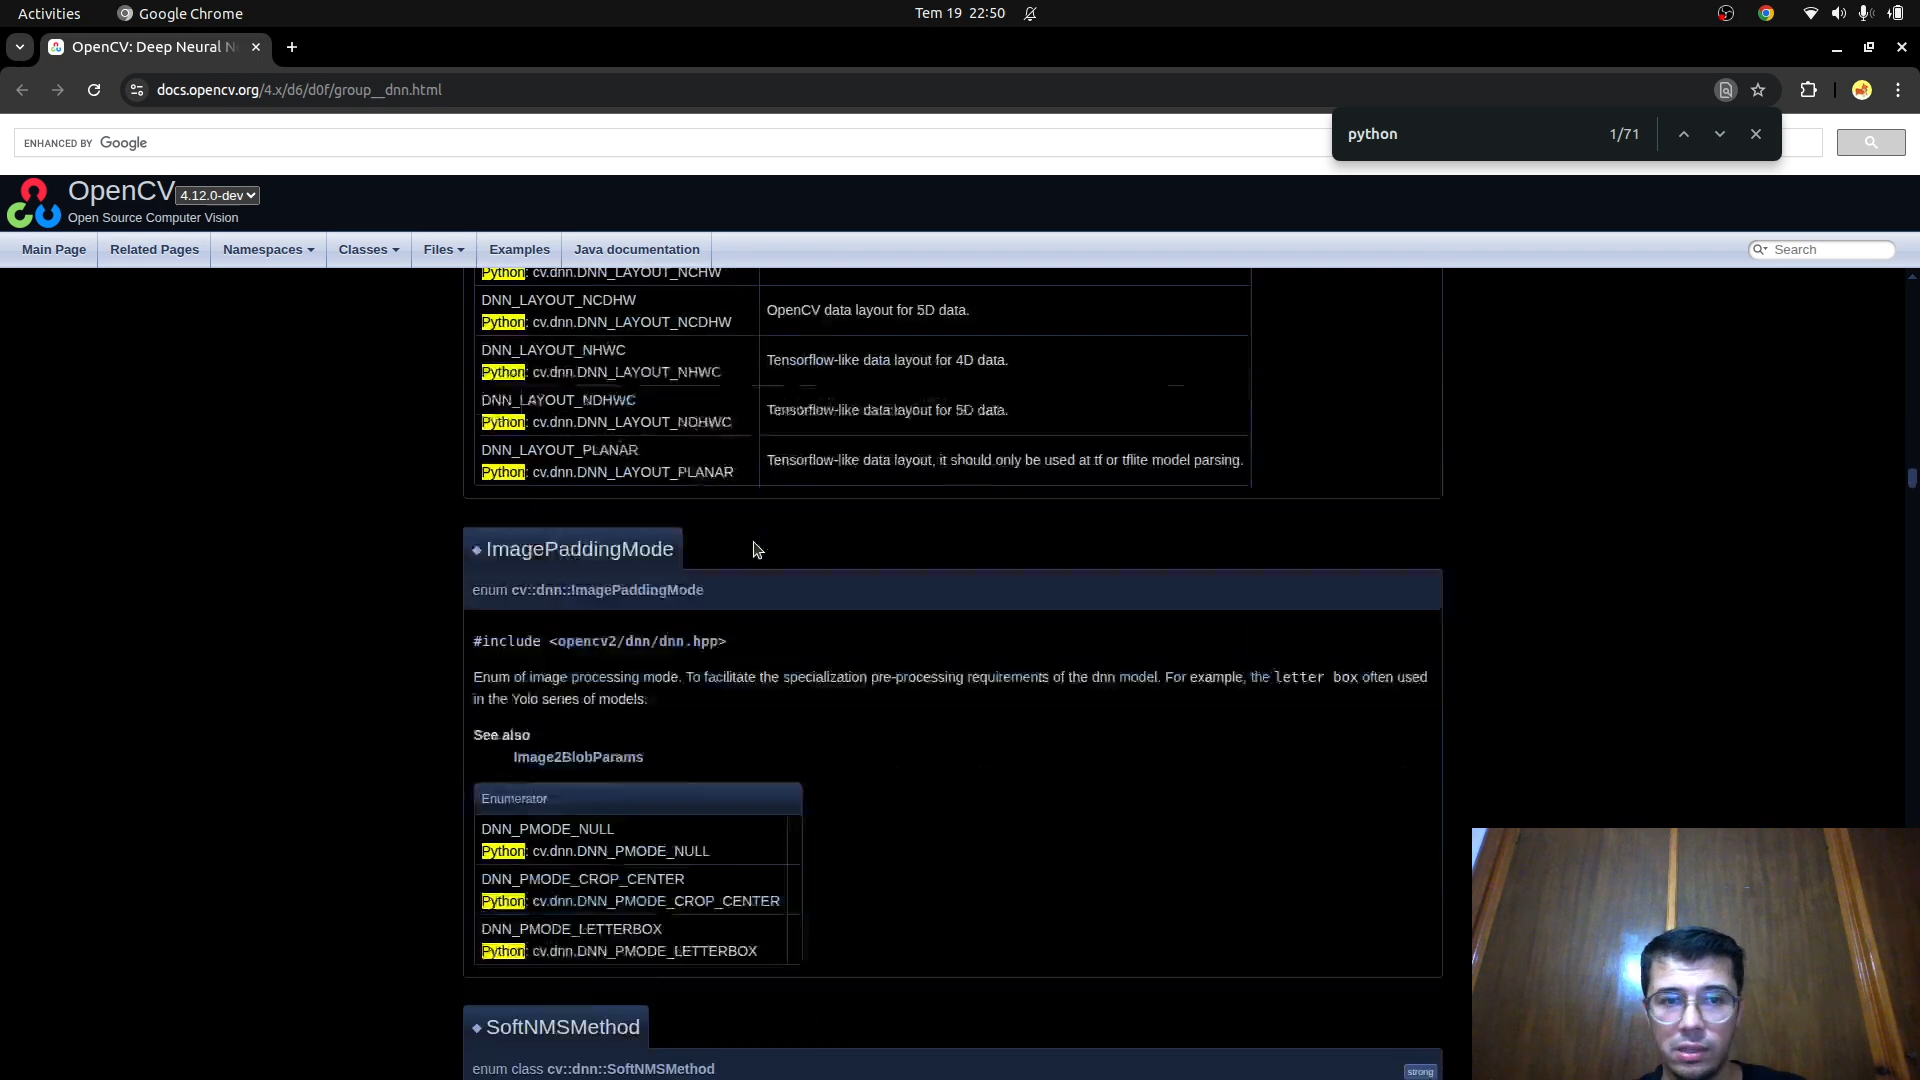 Activities
Google Chrome
Tem 19 22:50
OpenCV: Deep Neural N
docs.opencv.org/4.x/d6/d0f/group__dnn.html
python
1/71
ENHANCED BY Google
OpenCV
4.12.0-dev
Open Source Computer Vision
Main Page
Related Pages
Namespaces
Classes
Files
Examples
Java documentation
Search
Python: cv.dnn.DNN_LAYOUT_NCHW
DNN_LAYOUT_NCDHW
Python: cv.dnn.DNN_LAYOUT_NCDHW
OpenCV data layout for 5D data.
DNN_LAYOUT_NHWC
Python: cv.dnn.DNN_LAYOUT_NHWC
Tensorflow-like data layout for 4D data.
DNN_LAYOUT_NDHWC
Python: cv.dnn.DNN_LAYOUT_NDHWC
Tensorflow-like data layout for 5D data.
DNN_LAYOUT_PLANAR
Python: cv.dnn.DNN_LAYOUT_PLANAR
Tensorflow-like data layout, it should only be used at tf or tflite model parsing.
◆ ImagePaddingMode
enum cv::dnn::ImagePaddingMode
#include <opencv2/dnn/dnn.hpp>
Enum of image processing mode. To facilitate the specialization pre-processing requirements of the dnn model. For example, the letter box often used
in the Yolo series of models.
See also
Image2BlobParams
Enumerator
DNN_PMODE_NULL
Python: cv.dnn.DNN_PMODE_NULL
DNN_PMODE_CROP_CENTER
Python: cv.dnn.DNN_PMODE_CROP_CENTER
DNN_PMODE_LETTERBOX
Python: cv.dnn.DNN_PMODE_LETTERBOX
◆ SoftNMSMethod
enum class cv::dnn::SoftNMSMethod
strong